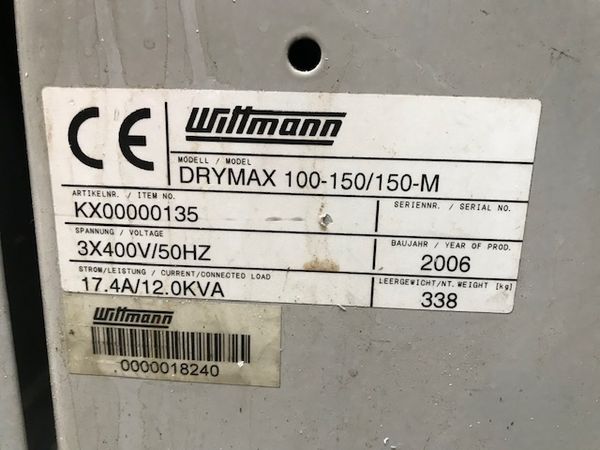 CE
Wittmann
MODELL / MODEL
DRYMAX 100-150/150-M
ARTIKELNR. / ITEM NO.
KX00000135
SERIENNR. / SERIAL NO.
SPANNUNG / VOLTAGE
3X400V/50HZ
BAUJAHR / YEAR OF PROD.
2006
STROM/LEISTUNG / CURRENT/CONNECTED LOAD
17.4A/12.0KVA
LEERGEWICHT/NT. WEIGHT [kg]
338
Wittmann
0000018240